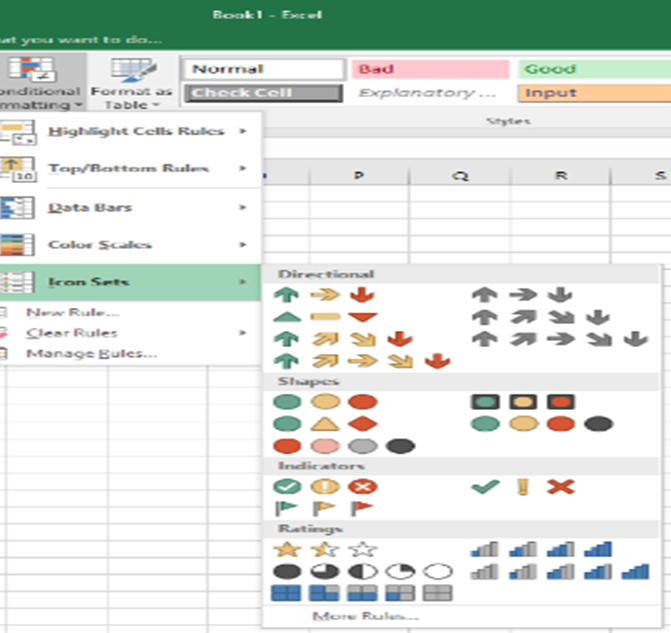 Book1 - Excel
at you want to do...
Normal Bad Good
Check Cell Explanatory ... Input
onditional
rmatting
Format as
Table
Styles
P Q R S
Highlight Cells Rules
Top/Bottom Rules
10
Data Bars
Color Scales
Icon Sets
New Rule...
Clear Rules
Manage Rules...
Directional
Shapes
Indicators
Ratings
More Rules...